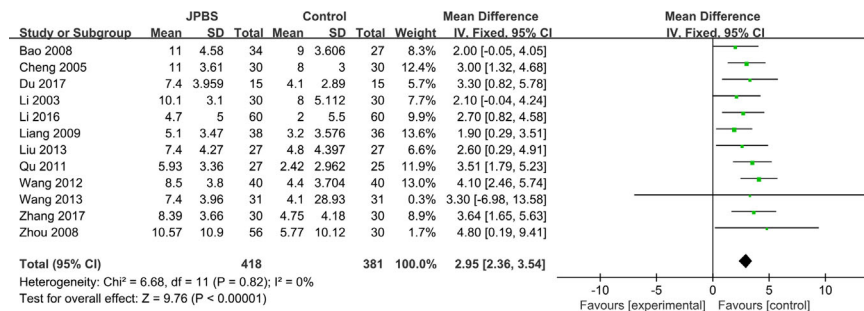 JPBS Control Mean Difference Mean Difference
Study or Subgroup Mean SD Total Mean SD Total Weight IV, Fixed, 95% CI IV, Fixed, 95% CI
Bao 2008 11 4.58 34 9 3.606 27 8.3% 2.00 [-0.05, 4.05]
Cheng 2005 11 3.61 30 8 3 30 12.4% 3.00 [1.32, 4.68]
Du 2017 7.4 3.959 15 4.1 2.89 15 5.7% 3.30 [0.82, 5.78]
Li 2003 10.1 3.1 30 8 5.112 30 7.7% 2.10 [-0.04, 4.24]
Li 2016 4.7 5 60 2 5.5 60 10.0% 2.70 [0.82, 4.58]
Liang 2009 5.1 3.47 38 3.2 3.576 36 13.6% 1.90 [0.29, 3.51]
Liu 2013 7.4 4.27 27 4.8 4.397 27 6.6% 2.60 [0.29, 4.91]
Qu 2011 5.93 3.36 27 2.42 2.962 25 11.9% 3.51 [1.79, 5.23]
Wang 2012 8.5 3.8 40 4.4 3.704 40 13.0% 4.10 [2.46, 5.74]
Wang 2013 7.4 3.96 31 4.1 28.93 31 0.3% 3.30 [-6.98, 13.58]
Zhang 2017 8.39 3.66 30 4.75 4.18 30 8.9% 3.64 [1.65, 5.63]
Zhou 2008 10.57 10.9 56 5.77 10.12 30 1.7% 4.80 [0.19, 9.41]
Total (95% CI) 418 381 100.0% 2.95 [2.36, 3.54]
Heterogeneity: Chi² = 6.68, df = 11 (P = 0.82); I² = 0%
Test for overall effect: Z = 9.76 (P < 0.00001)
-10 -5 0 5 10
Favours [experimental] Favours [control]